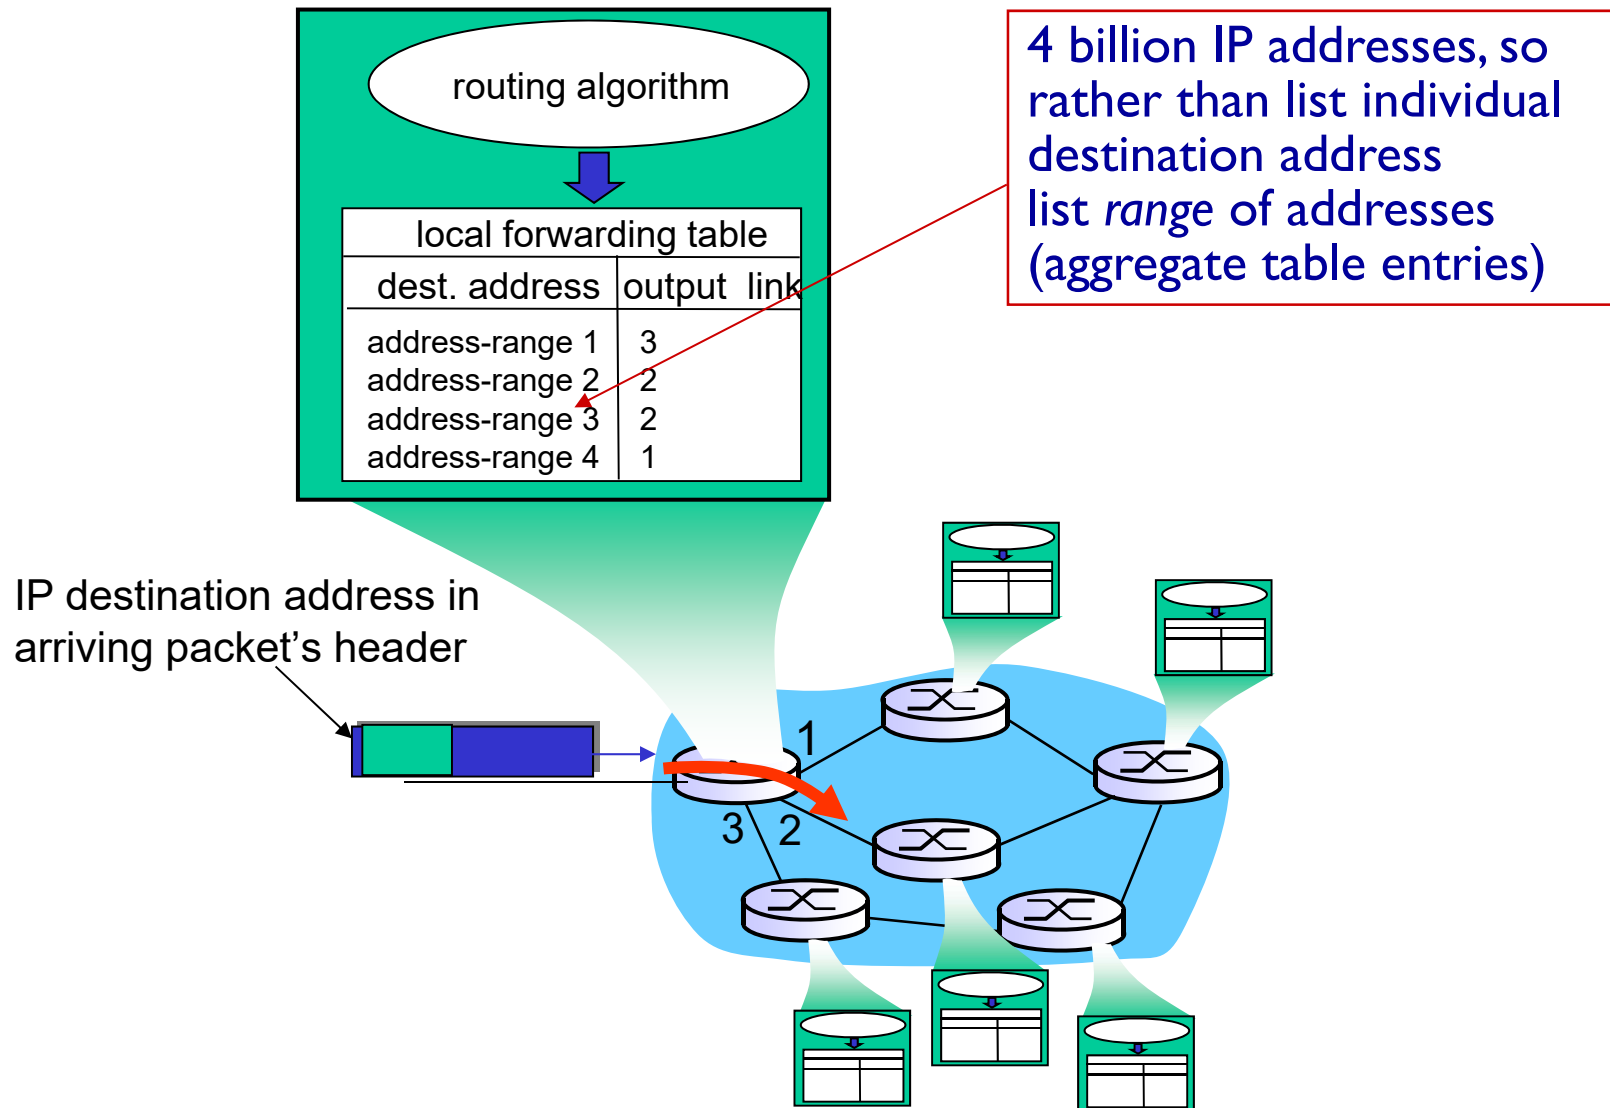 routing algorithm
local forwarding table
dest. address output link
address-range 1 3
address-range 2 2
address-range 3 2
address-range 4 1
4 billion IP addresses, so
rather than list individual
destination address
list range of addresses
(aggregate table entries)
IP destination address in
arriving packet’s header
1
3 2